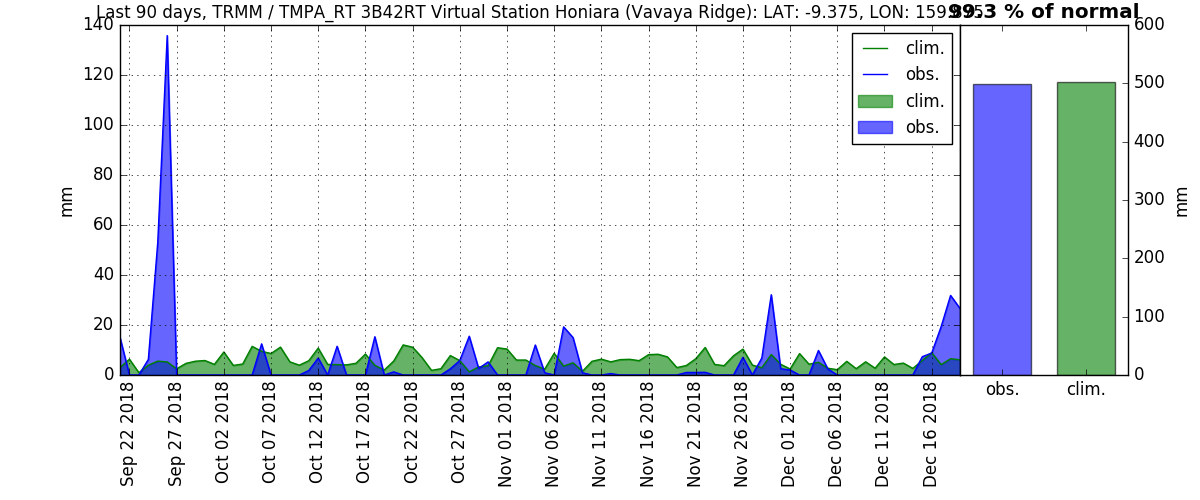 Last 90 days, TRMM / TMPA_RT 3B42RT Virtual Station Honiara (Vavaya Ridge): LAT: -9.375, LON:
99.3 % of normal
140
120
100
80
60
40
20
0
mm
clim.
obs.
clim.
obs.
600
500
400
300
200
100
0
mm
obs.
clim.
Sep 22 2018
Sep 27 2018
Oct 02 2018
Oct 07 2018
Oct 12 2018
Oct 17 2018
Oct 22 2018
Oct 27 2018
Nov 01 2018
Nov 06 2018
Nov 11 2018
Nov 16 2018
Nov 21 2018
Nov 26 2018
Dec 01 2018
Dec 06 2018
Dec 11 2018
Dec 16 2018